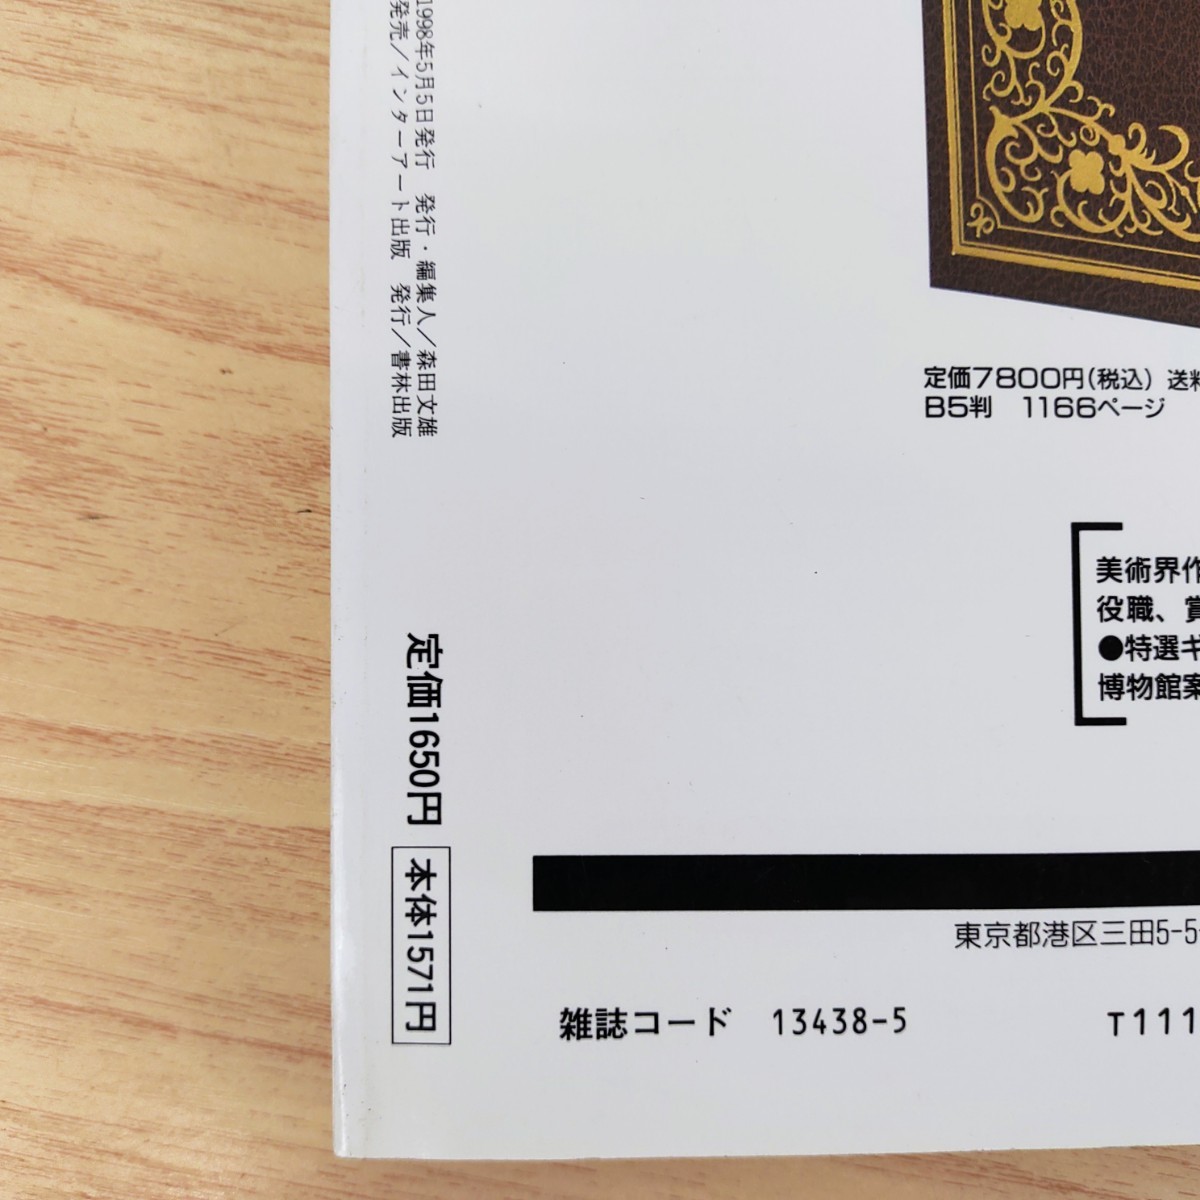 1998年5月5日発行 発行・編集人／森田文雄
発売／インターアート出版 発行／書林出版
定価7800円(税込) 送料
B5判 1166ページ
美術界作
役職、賞
●特選ギ
博物館案
定価1650円
本体1571円
東京都港区三田5-5-
雑誌コード 13438-5
T111